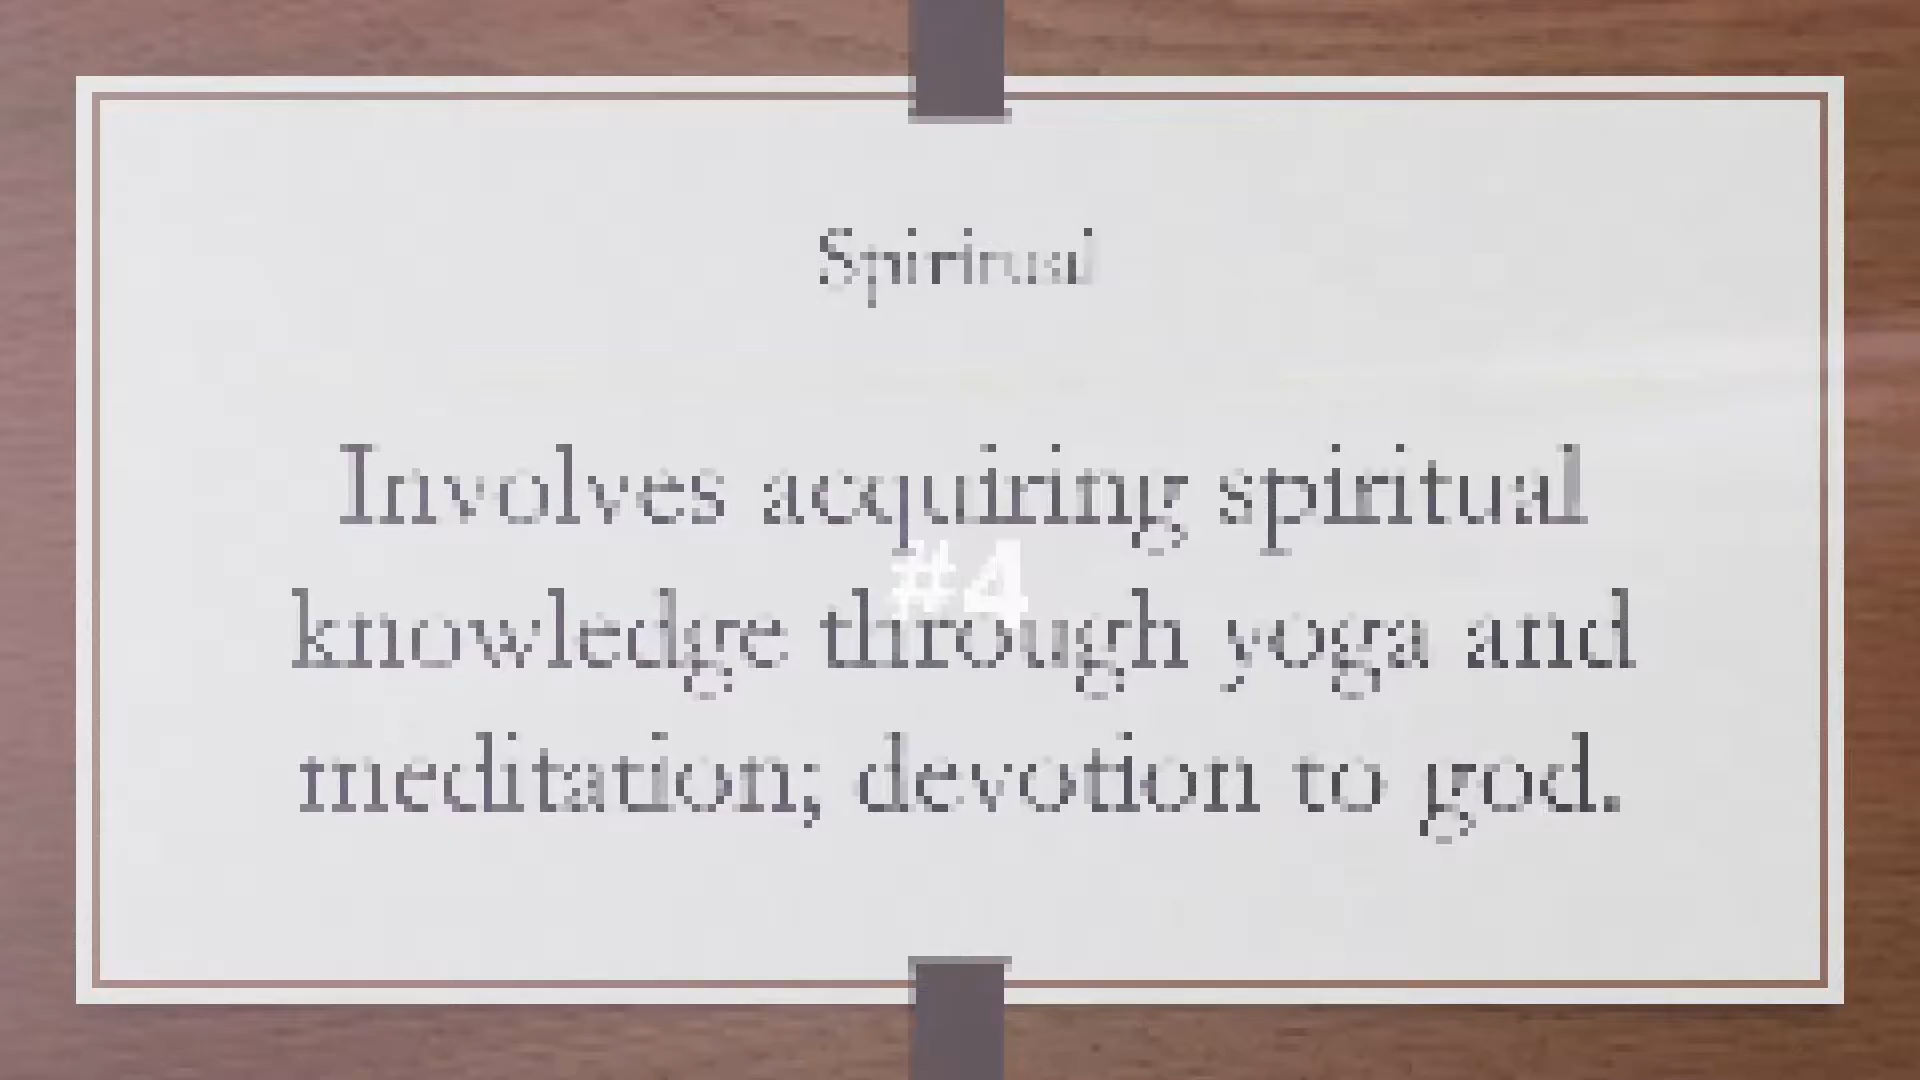 Spiritual
Involves acquiring spiritual
#4
knowledge through yoga and
meditation; devotion to god.